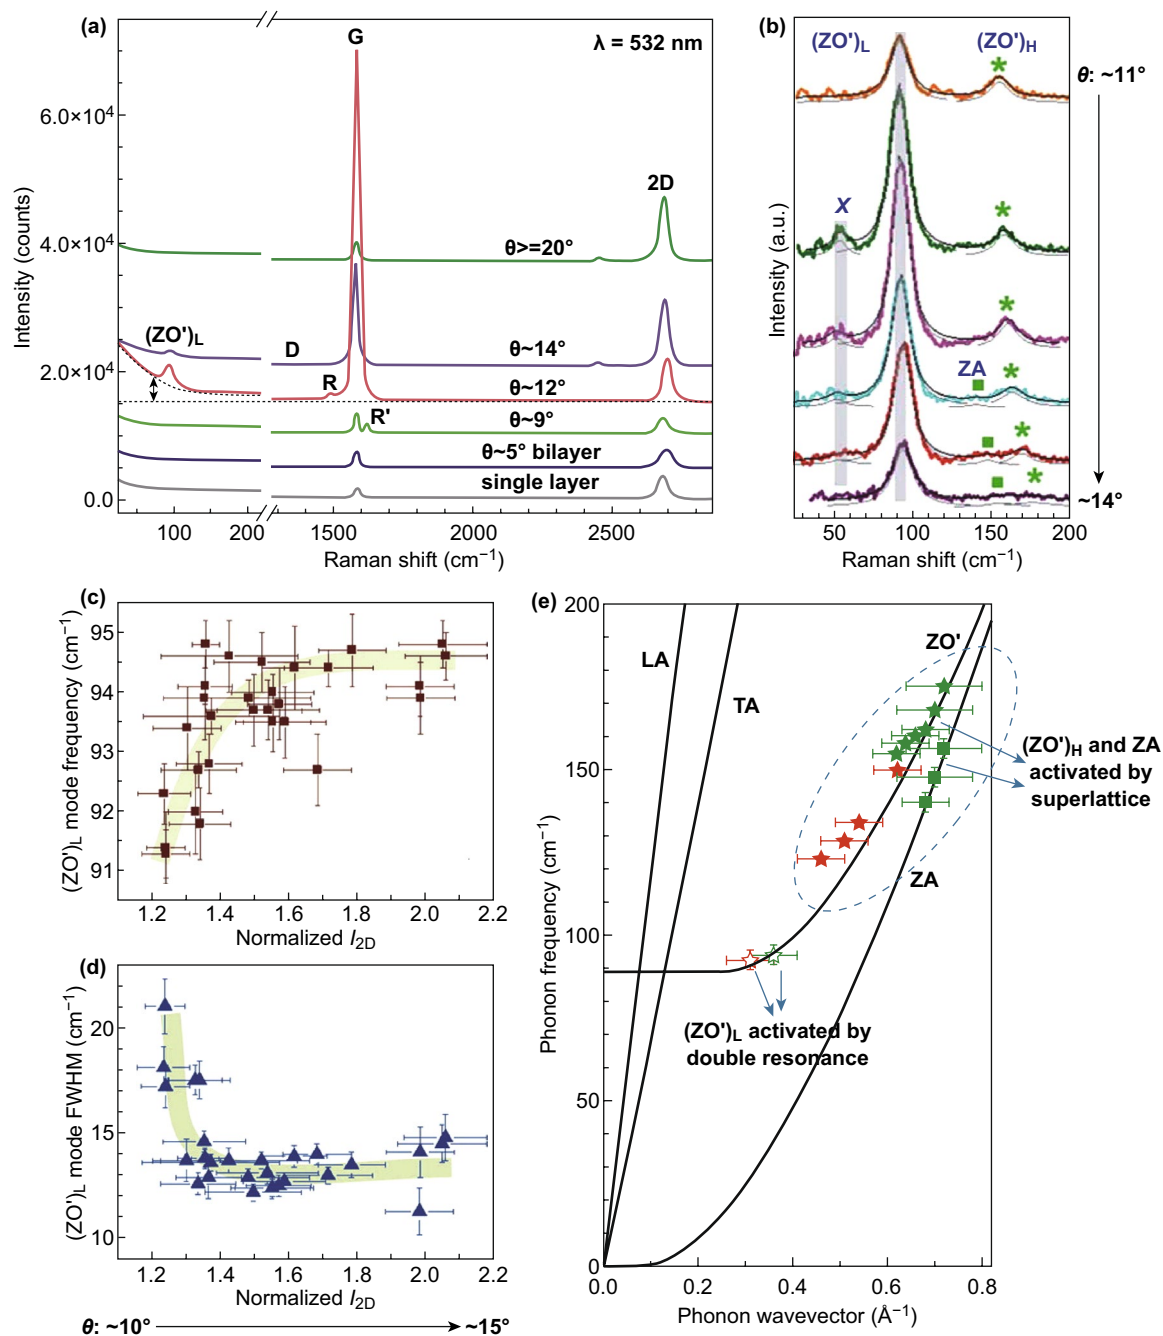 (a)
G
λ = 532 nm
6.0×10⁴
2D
4.0×10⁴
θ>=20°
(ZO')L
D
θ~14°
2.0×10⁴
R
θ~12°
R'
θ~9°
θ~5° bilayer
single layer
0.0
0 100 200 1500 2000 2500
Raman shift (cm⁻¹)
Intensity (counts)
(b)
(ZO')L (ZO')H
θ: ~11°
X
ZA
~14°
50 100 150 200
Raman shift (cm⁻¹)
Intensity (a.u.)
(c)
95
94
93
92
91
1.2 1.4 1.6 1.8 2.0 2.2
Normalized I2D
(ZO')L mode frequency (cm⁻¹)
(d)
20
15
10
1.2 1.4 1.6 1.8 2.0 2.2
Normalized I2D
(ZO')L mode FWHM (cm⁻¹)
θ: ~10° ~15°
(e)
200
LA
TA
ZO'
(ZO')H and ZA
activated by
superlattice
150
ZA
100
(ZO')L activated by
double resonance
50
0
0.0 0.2 0.4 0.6 0.8
Phonon wavevector (Å⁻¹)
Phonon frequency (cm⁻¹)